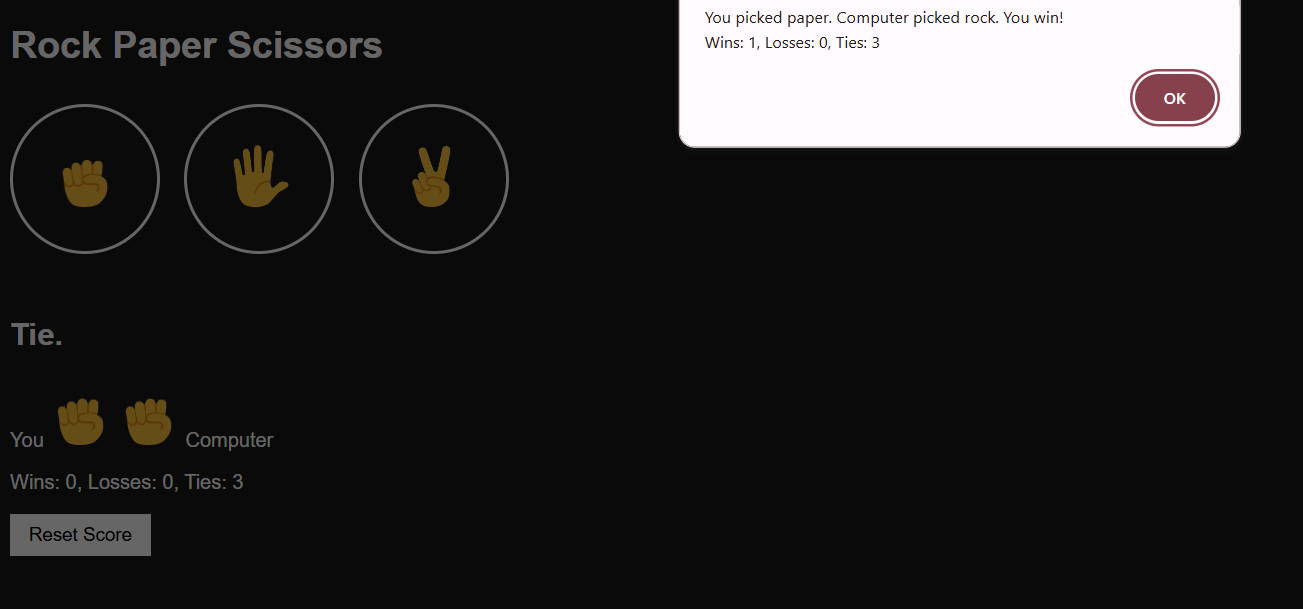 Rock Paper Scissors
You picked paper. Computer picked rock. You win!
Wins: 1, Losses: 0, Ties: 3
OK
Tie.
You Computer
Wins: 0, Losses: 0, Ties: 3
Reset Score